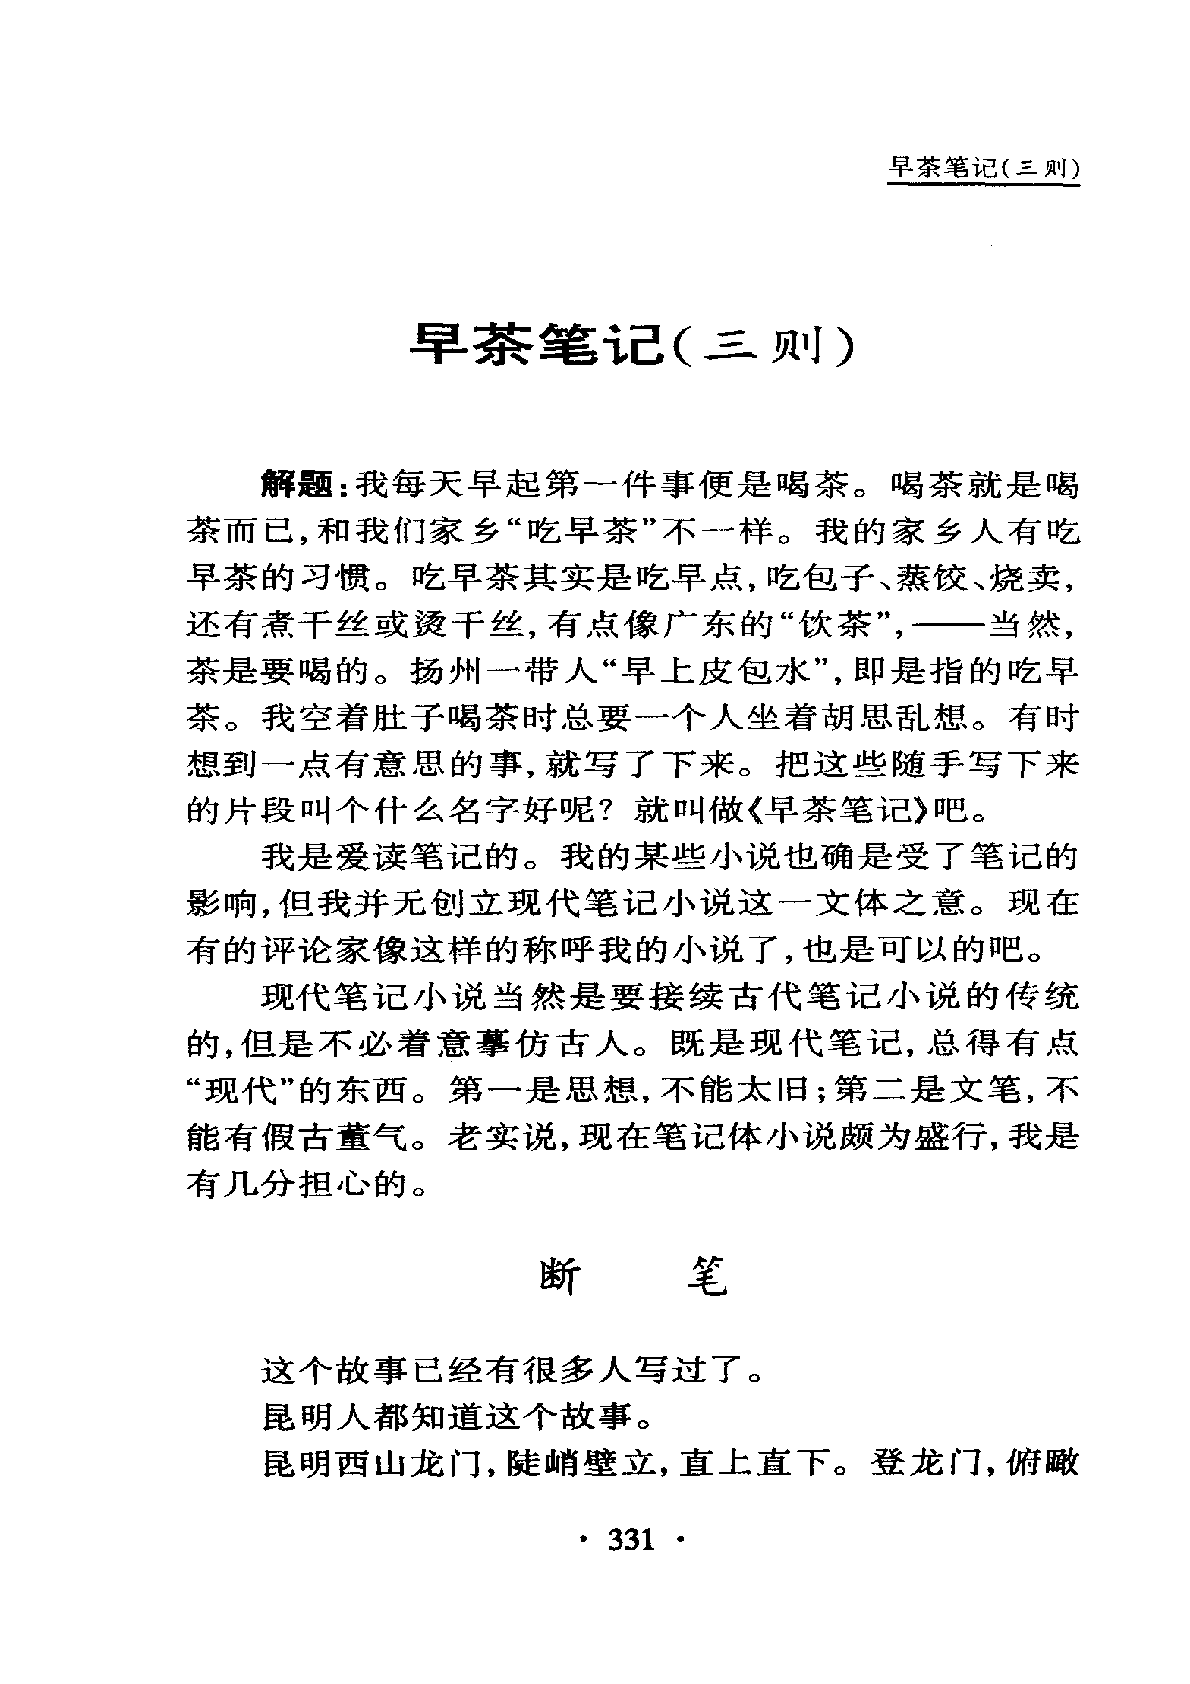 早茶笔记(三则)
早茶笔记(三则)
解题:我每天早起第一件事便是喝茶。喝茶就是喝
茶而已,和我们家乡“吃早茶”不一样。我的家乡人有吃
早茶的习惯。吃早茶其实是吃早点,吃包子、蒸饺、烧卖,
还有煮干丝或烫干丝,有点像广东的“饮茶”,——当然,
茶是要喝的。扬州一带人“早上皮包水”,即是指的吃早
茶。我空着肚子喝茶时总要一个人坐着胡思乱想。有时
想到一点有意思的事,就写了下来。把这些随手写下来
的片段叫个什么名字好呢?就叫做《早茶笔记》吧。
我是爱读笔记的。我的某些小说也确是受了笔记的
影响,但我并无创立现代笔记小说这一文体之意。现在
有的评论家像这样的称呼我的小说了,也是可以的吧。
现代笔记小说当然是要接续古代笔记小说的传统
的,但是不必着意摹仿古人。既是现代笔记,总得有点
“现代”的东西。第一是思想,不能太旧;第二是文笔,不
能有假古董气。老实说,现在笔记体小说颇为盛行,我是
有几分担心的。
断 笔
这个故事已经有很多人写过了。
昆明人都知道这个故事。
昆明西山龙门,陡峭壁立,直上直下。登龙门,俯瞰
· 331 ·